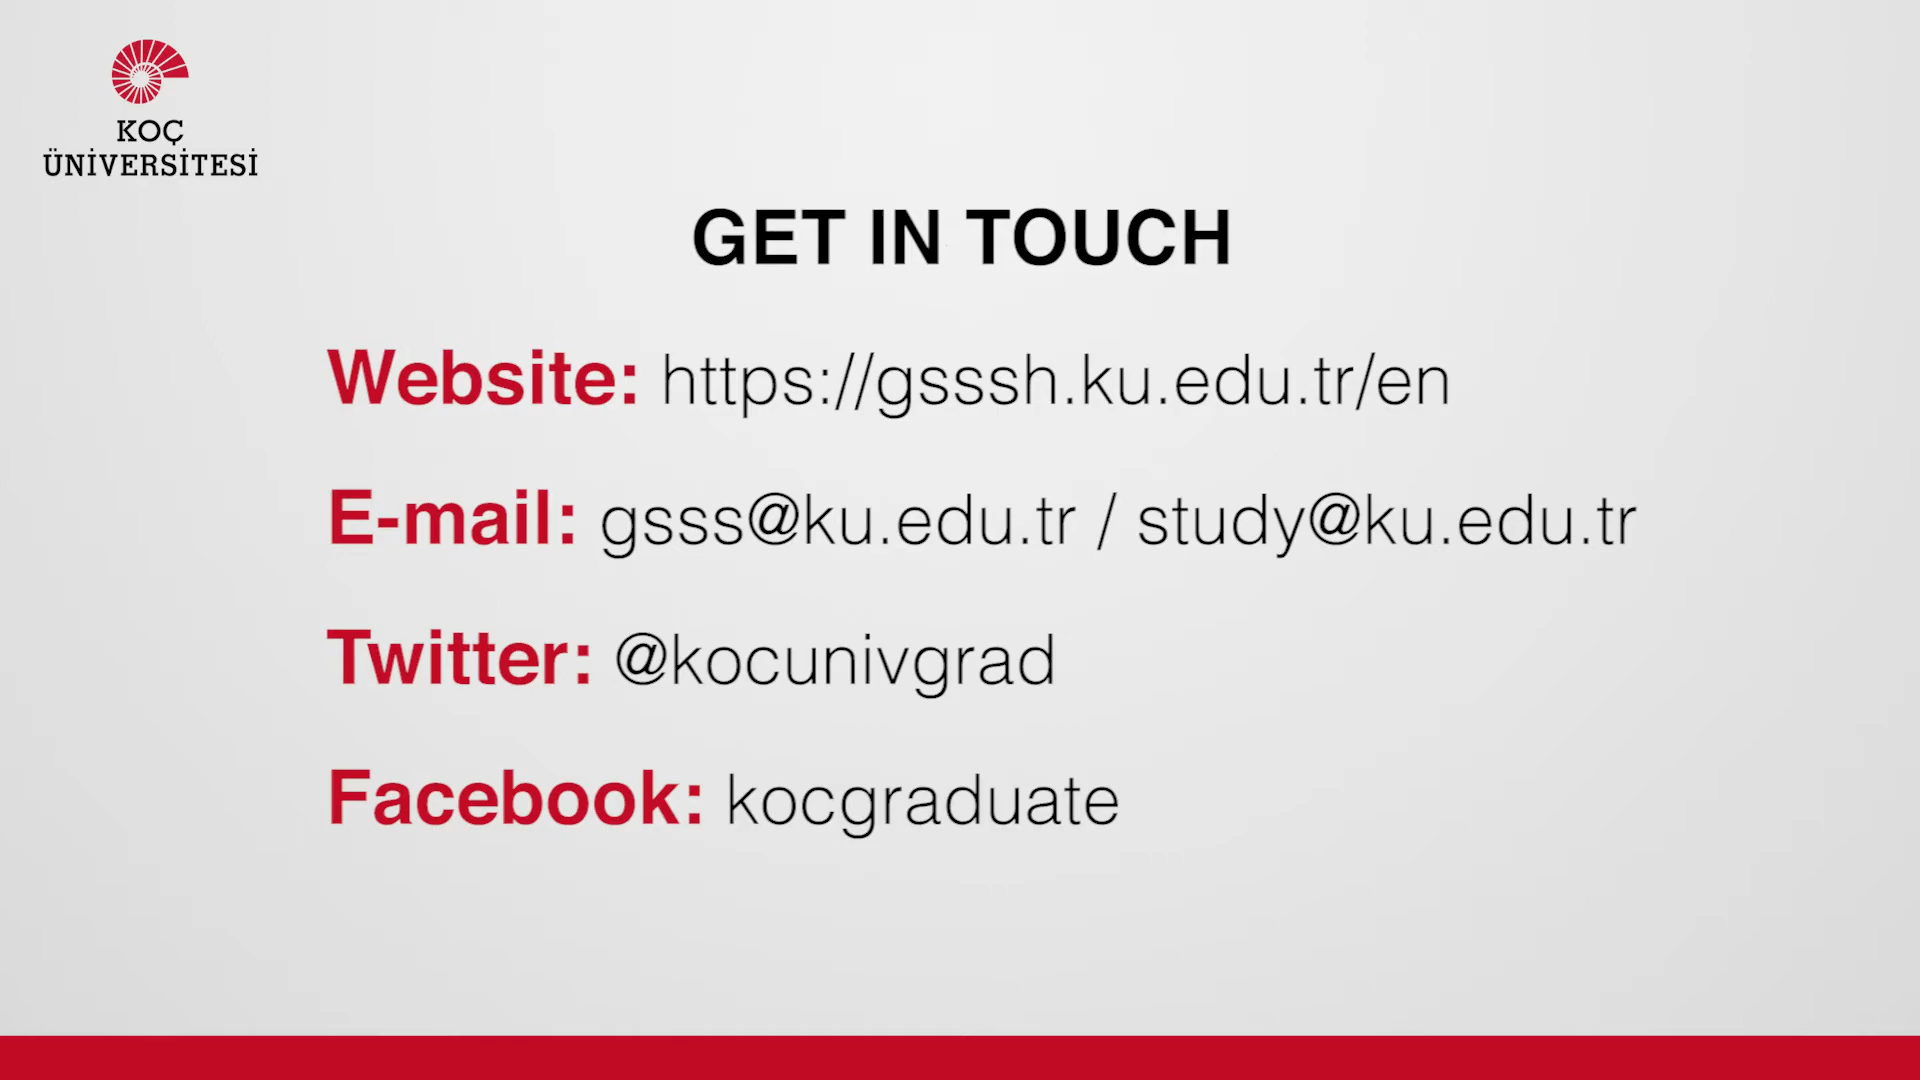 KOÇ
ÜNİVERSİTESİ
GET IN TOUCH
Website: https://gsssh.ku.edu.tr/en
E-mail: gsss@ku.edu.tr / study@ku.edu.tr
Twitter: @kocunivgrad
Facebook: kocgraduate